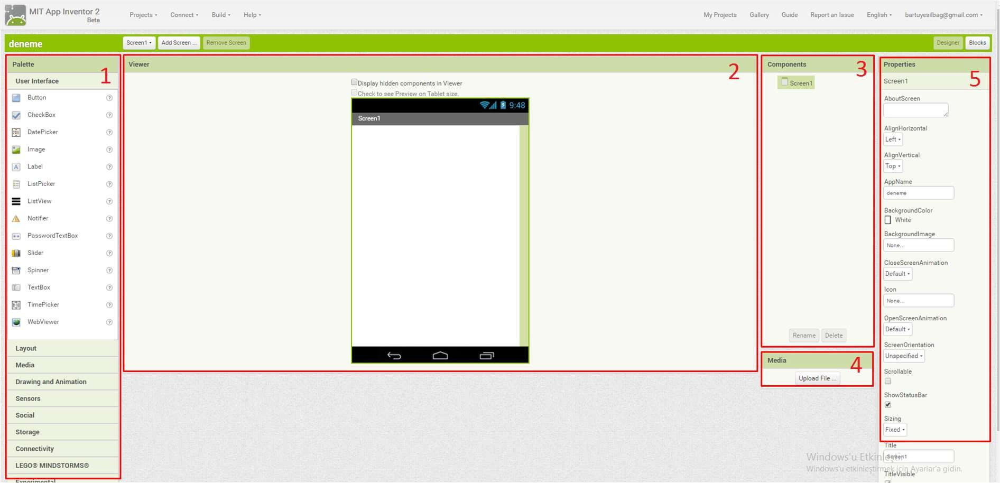 MIT App Inventor 2
Beta
Projects Connect Build Help
My Projects Gallery Guide Report an Issue English bartuyesilbag@gmail.com
deneme
Screen1 Add Screen ... Remove Screen
Designer Blocks
Palette
1
User Interface
Button
CheckBox
DatePicker
Image
Label
ListPicker
ListView
Notifier
PasswordTextBox
Slider
Spinner
TextBox
TimePicker
WebViewer
Layout
Media
Drawing and Animation
Sensors
Social
Storage
Connectivity
LEGO® MINDSTORMS®
Experimental
Viewer
2
Display hidden components in Viewer
Check to see Preview on Tablet size.
9:48
Screen1
Components
3
Screen1
Rename Delete
Media
4
Upload File ...
Properties
5
Screen1
AboutScreen
AlignHorizontal
Left
AlignVertical
Top
AppName
deneme
BackgroundColor
White
BackgroundImage
None...
CloseScreenAnimation
Default
Icon
None...
OpenScreenAnimation
Default
ScreenOrientation
Unspecified
Scrollable
ShowStatusBar
Sizing
Fixed
Title
Screen1
TitleVisible
Windows'u Etkinleştir
Windows'u etkinleştirmek için Ayarlar'a gidin.